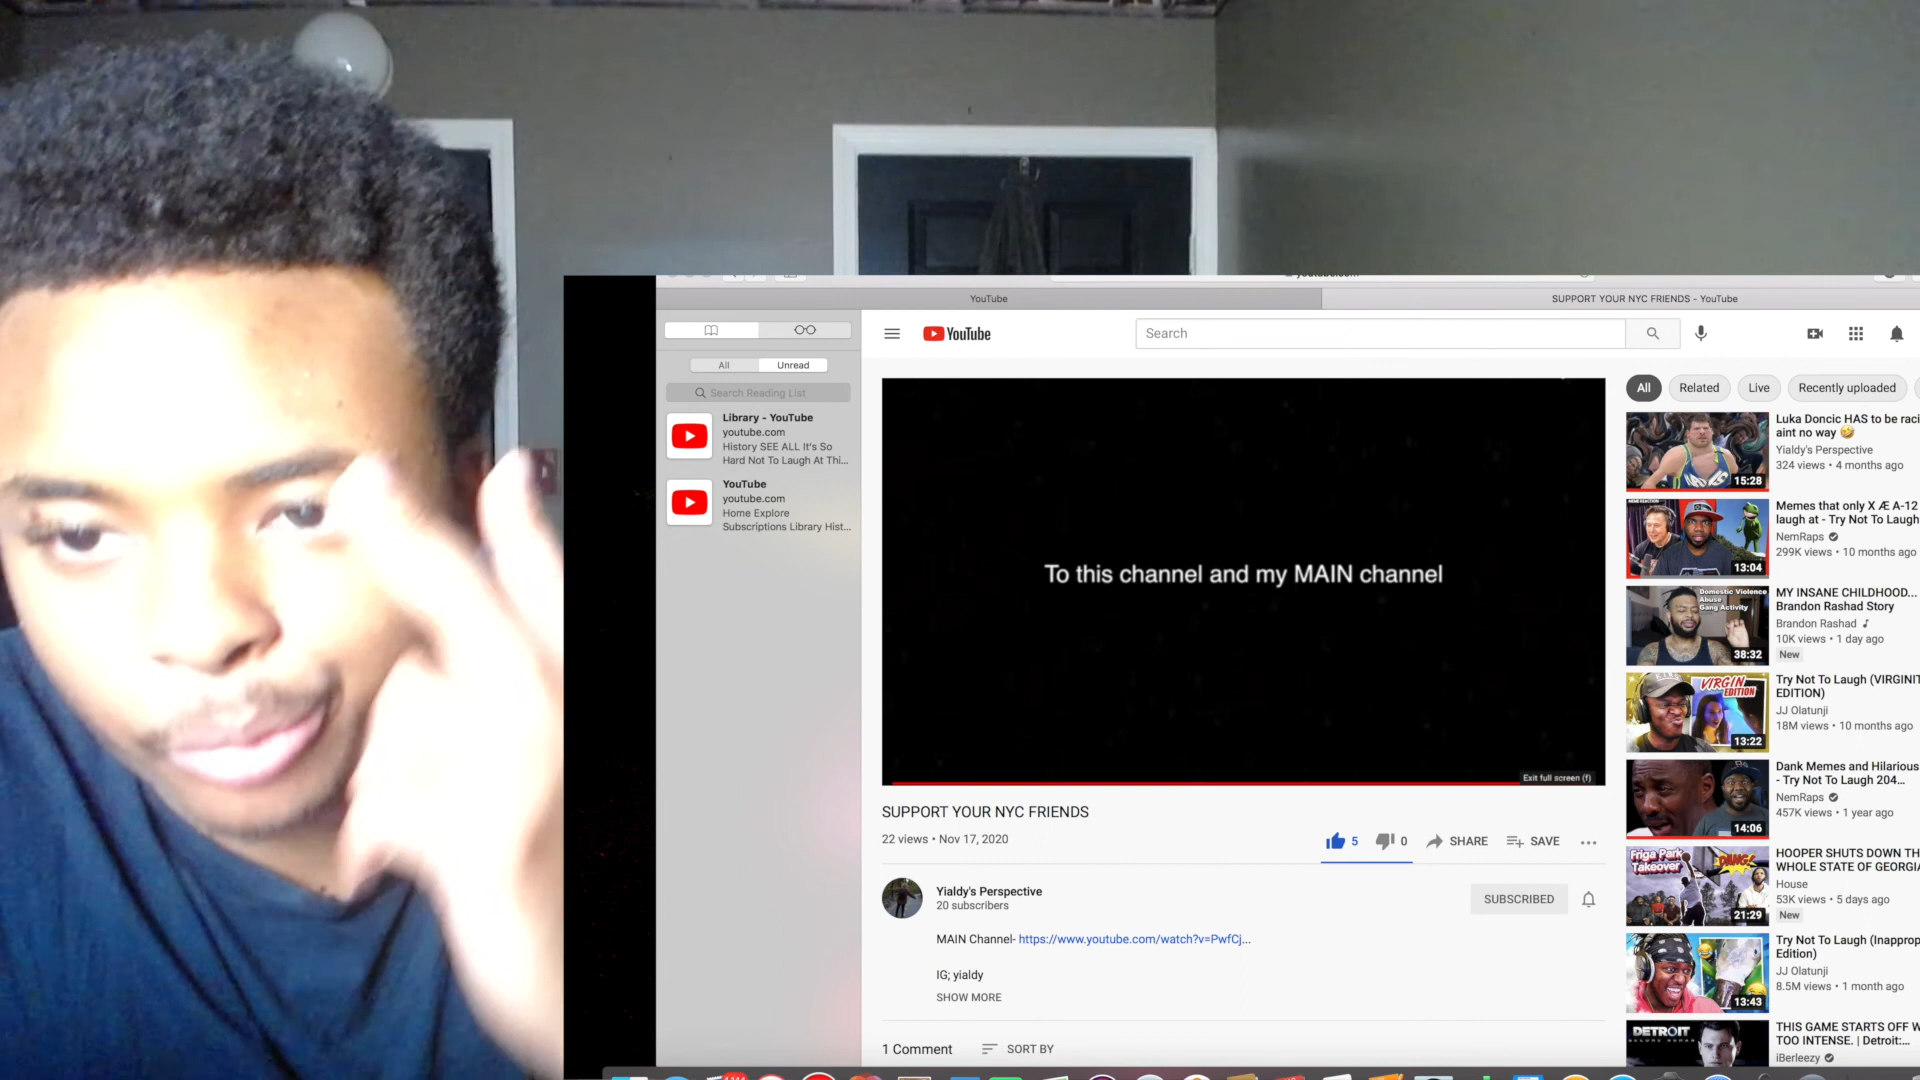 YouTube
SUPPORT YOUR NYC FRIENDS - YouTube
YouTube
Search
All
Unread
Search Reading List
Library - YouTube
youtube.com
History SEE ALL It's So
Hard Not To Laugh At Thi...
YouTube
youtube.com
Home Explore
Subscriptions Library Hist...
To this channel and my MAIN channel
Exit full screen (f)
SUPPORT YOUR NYC FRIENDS
22 views • Nov 17, 2020
5
0
SHARE
SAVE
Yialdy's Perspective
20 subscribers
SUBSCRIBED
MAIN Channel- https://www.youtube.com/watch?v=PwfCj...
IG; yialdy
SHOW MORE
1 Comment
SORT BY
All
Related
Live
Recently uploaded
Luka Doncic HAS to be raci
aint no way 🤣
Yialdy's Perspective
324 views • 4 months ago
15:28
Memes that only X Æ A-12
laugh at - Try Not To Laugh
NemRaps
299K views • 10 months ago
13:04
Domestic Violence
Abuse
Gang Activity
MY INSANE CHILDHOOD...
Brandon Rashad Story
Brandon Rashad
10K views • 1 day ago
New
38:32
VIRGIN
EDITION
Try Not To Laugh (VIRGINIT
EDITION)
JJ Olatunji
18M views • 10 months ago
13:22
Dank Memes and Hilarious
- Try Not To Laugh 204...
NemRaps
457K views • 1 year ago
14:06
Friga Park
Takeover
DANG!
HOOPER SHUTS DOWN TH
WHOLE STATE OF GEORGIA
House
53K views • 5 days ago
New
21:29
Try Not To Laugh (Inapprop
Edition)
JJ Olatunji
8.5M views • 1 month ago
13:43
DETROIT
THIS GAME STARTS OFF W
TOO INTENSE. | Detroit:...
iBerleezy